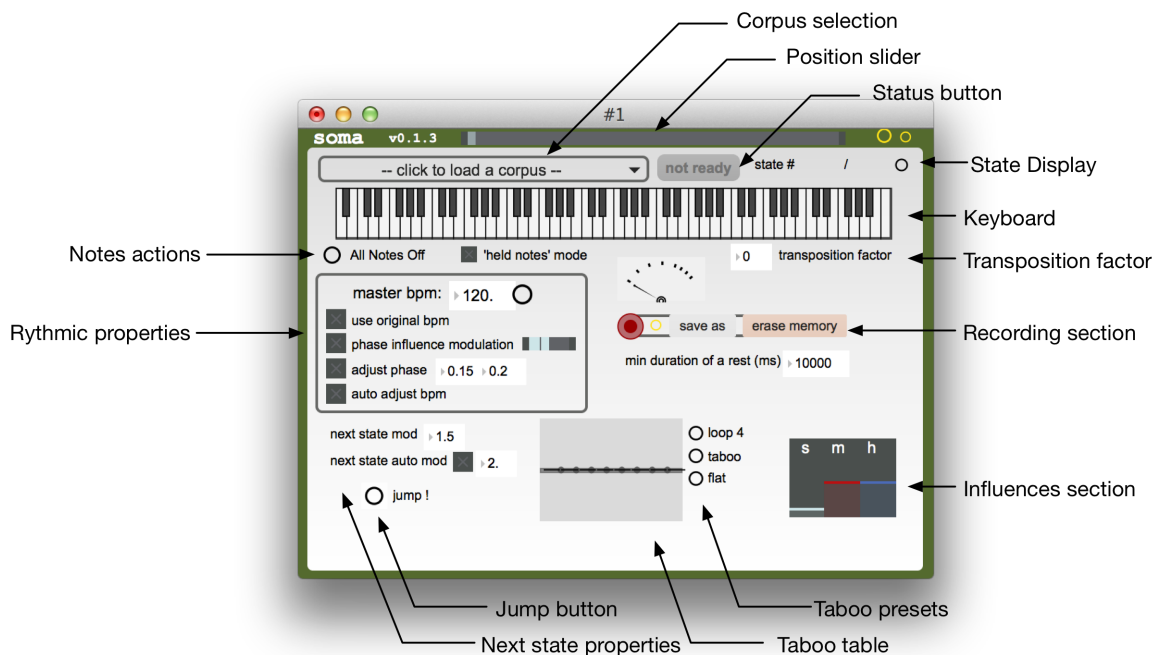 Corpus selection
Position slider
Status button
#1
soma v0.1.3
-- click to load a corpus --
not ready
state # /
State Display
Keyboard
Notes actions
All Notes Off
'held notes' mode
0 transposition factor
Transposition factor
master bpm: 120.
use original bpm
phase influence modulation
adjust phase 0.15 0.2
auto adjust bpm
Rythmic properties
save as
erase memory
Recording section
min duration of a rest (ms) 10000
next state mod 1.5
next state auto mod 2.
jump !
loop 4
taboo
flat
s m h
Influences section
Jump button
Taboo presets
Next state properties
Taboo table